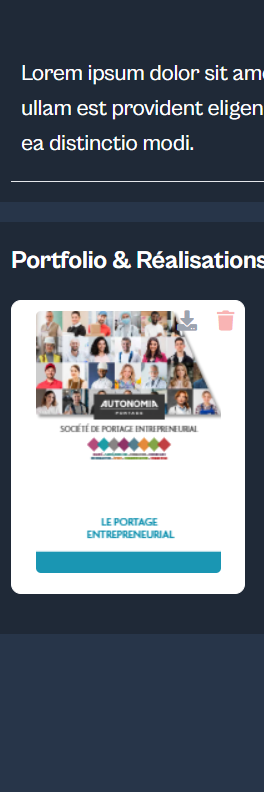 Lorem ipsum dolor sit am
ullam est provident eligen
ea distinctio modi.
Portfolio & Réalisations
AUTONOMIA
PORTAGE
SOCIÉTÉ DE PORTAGE ENTREPRENEURIAL
LE PORTAGE
ENTREPRENEURIAL